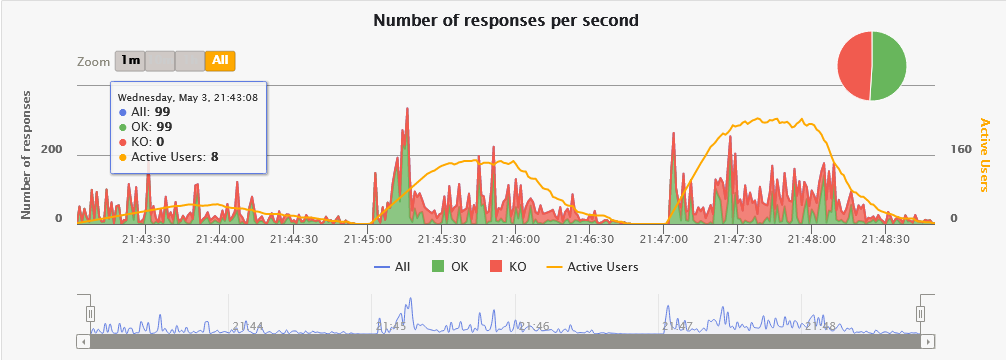 Number of responses per second
Zoom 1m All
Wednesday, May 3, 21:43:08
All: 99
OK: 99
KO: 0
Active Users: 8
Number of responses
200
0
Active Users
160
0
21:43:30 21:44:00 21:44:30 21:45:00 21:45:30 21:46:00 21:46:30 21:47:00 21:47:30 21:48:00 21:48:30
All OK KO Active Users
21:44 21:45 21:46 21:47 21:48